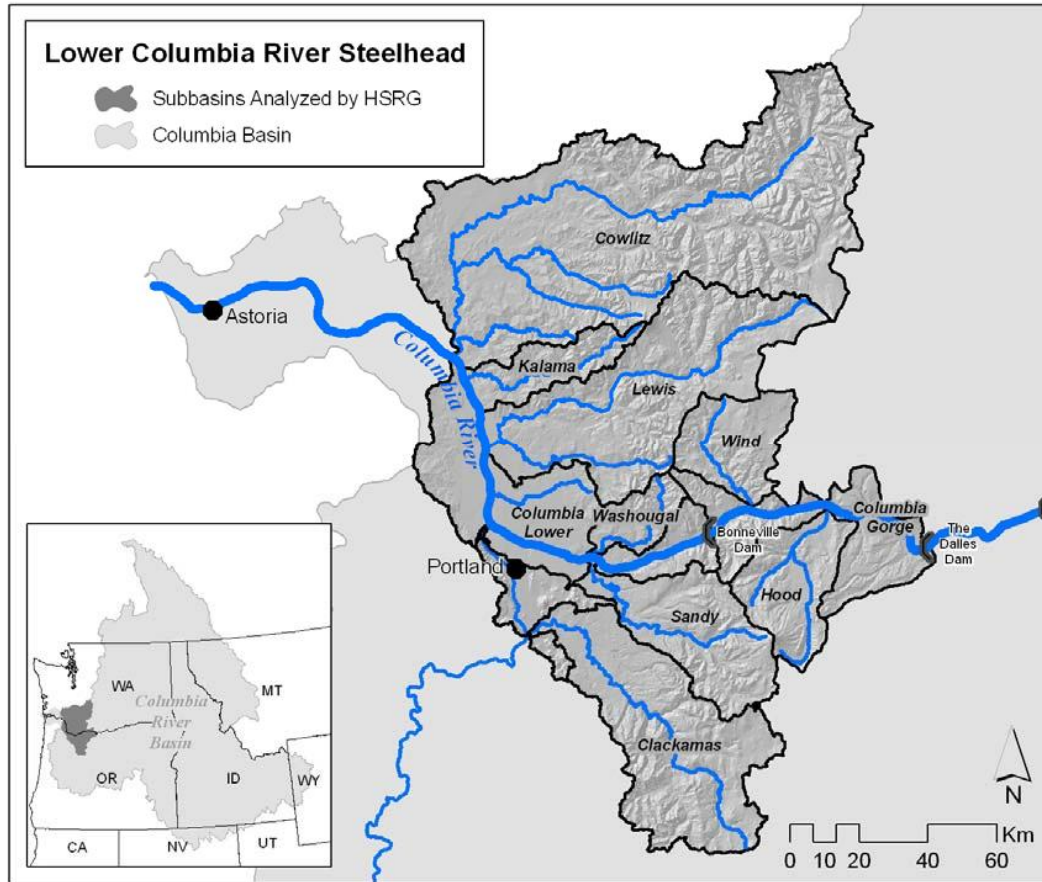 Lower Columbia River Steelhead
Subbasins Analyzed by HSRG
Columbia Basin
Cowlitz
Astoria
Columbia River
Kalama
Lewis
Wind
Columbia
Lower
Washougal
Bonneville
Dam
Columbia
Gorge
The
Dalles
Dam
Portland
Hood
Sandy
Clackamas
WA
MT
Columbia
River
Basin
OR
ID
WY
CA
NV
UT
N
Km
0 10 20 40 60